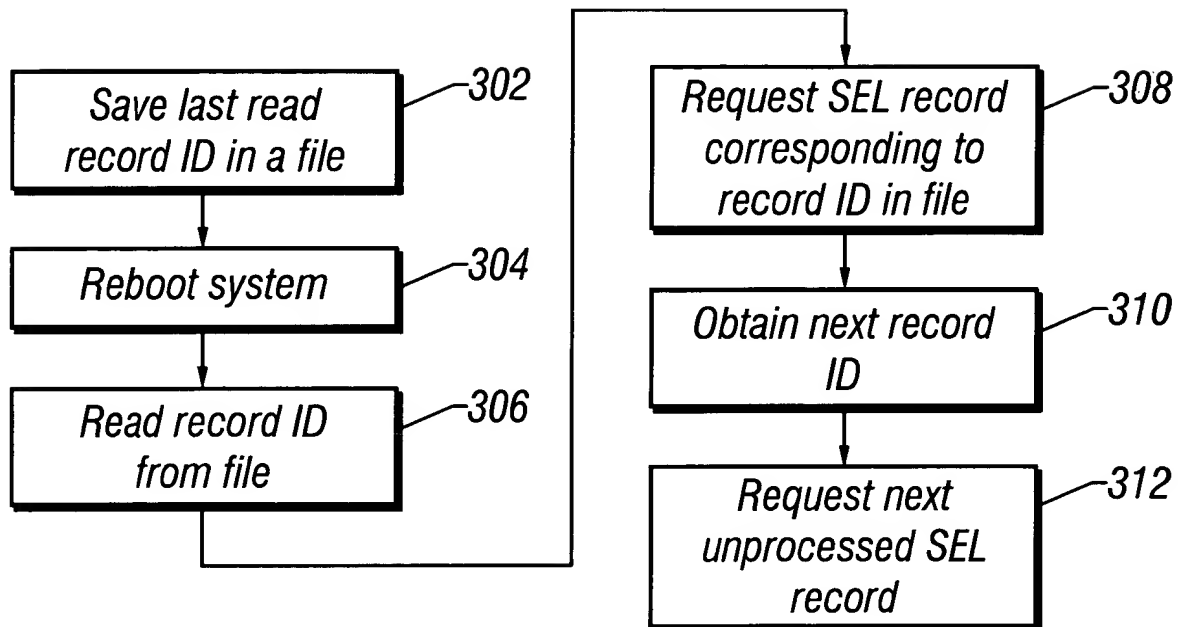 Save last read
record ID in a file
302
Reboot system
304
Read record ID
from file
306
Request SEL record
corresponding to
record ID in file
308
Obtain next record
ID
310
Request next
unprocessed SEL
record
312